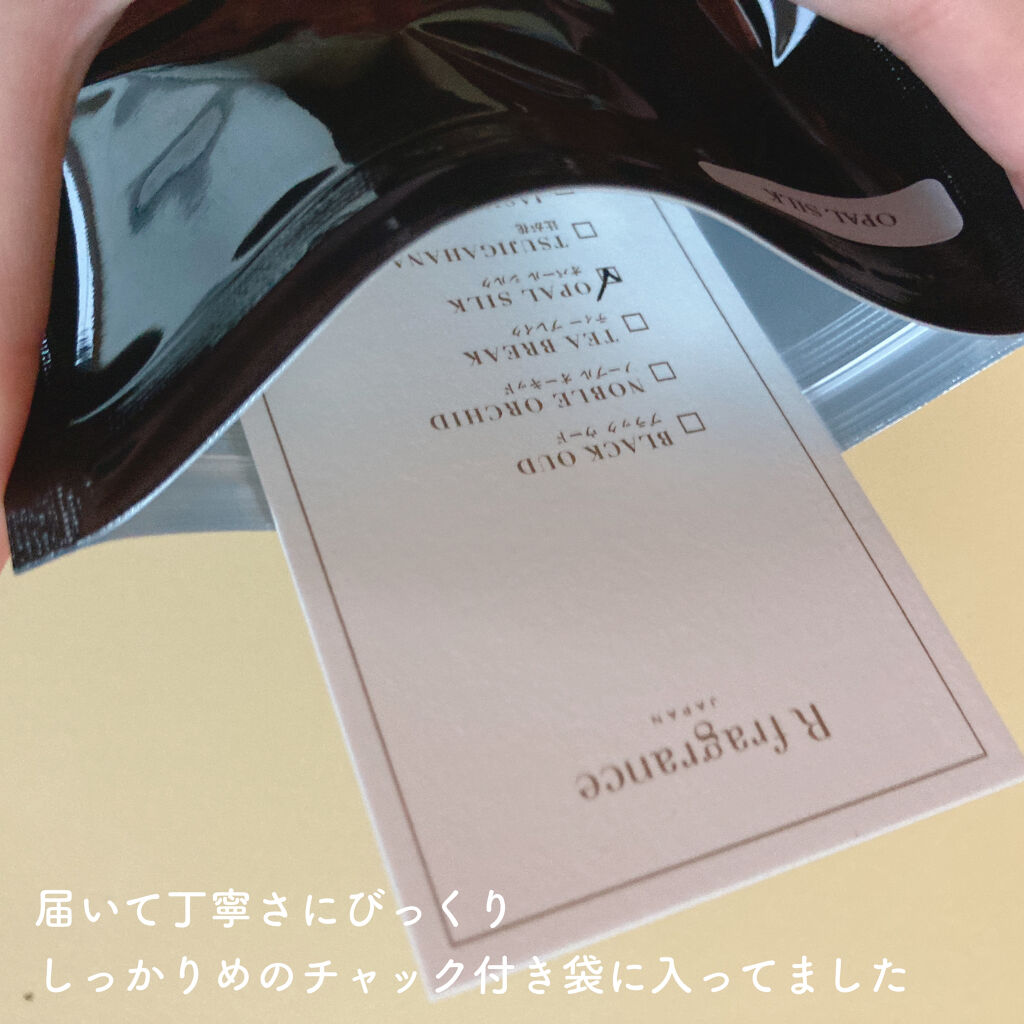 OPAL SILK
TSUJIGAHANA
辻が花
OPAL SILK
オパール シルク
TEA BREAK
ティー ブレイク
NOBLE ORCHID
ノーブル オーキッド
BLACK OUD
ブラック ウード
R fragrance
JAPAN
届いて丁寧さにびっくり
しっかりめのチャック付き袋に入ってました